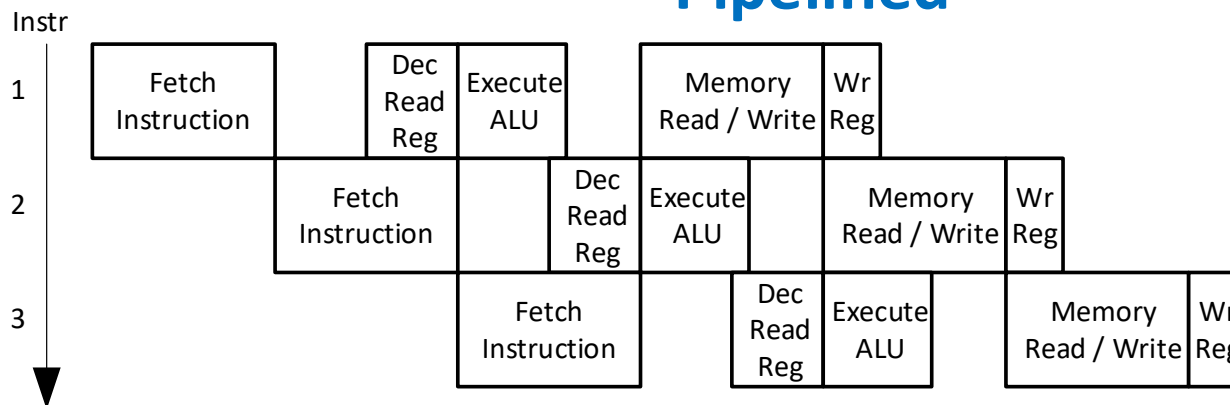 Pipelined
Instr
1
Fetch
Instruction
Dec
Read
Reg
Execute
ALU
Memory
Read / Write
Wr
Reg
2
Fetch
Instruction
Dec
Read
Reg
Execute
ALU
Memory
Read / Write
Wr
Reg
3
Fetch
Instruction
Dec
Read
Reg
Execute
ALU
Memory
Read / Write
Wr
Reg